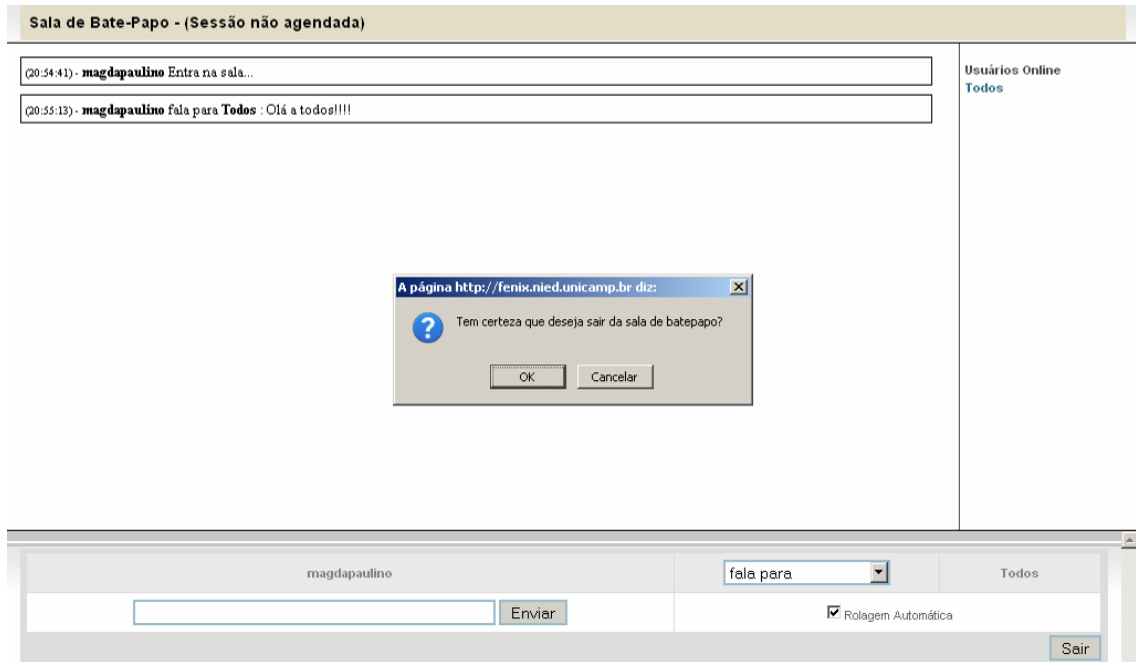 Sala de Bate-Papo - (Sessão não agendada)
(20:54:41) - magdapaulino Entra na sala...
(20:55:13) - magdapaulino fala para Todos : Olá a todos!!!!
Usuários Online
Todos
A página http://fenix.nied.unicamp.br diz:
Tem certeza que deseja sair da sala de batepapo?
OK
Cancelar
magdapaulino
fala para
Todos
Enviar
Rolagem Automática
Sair